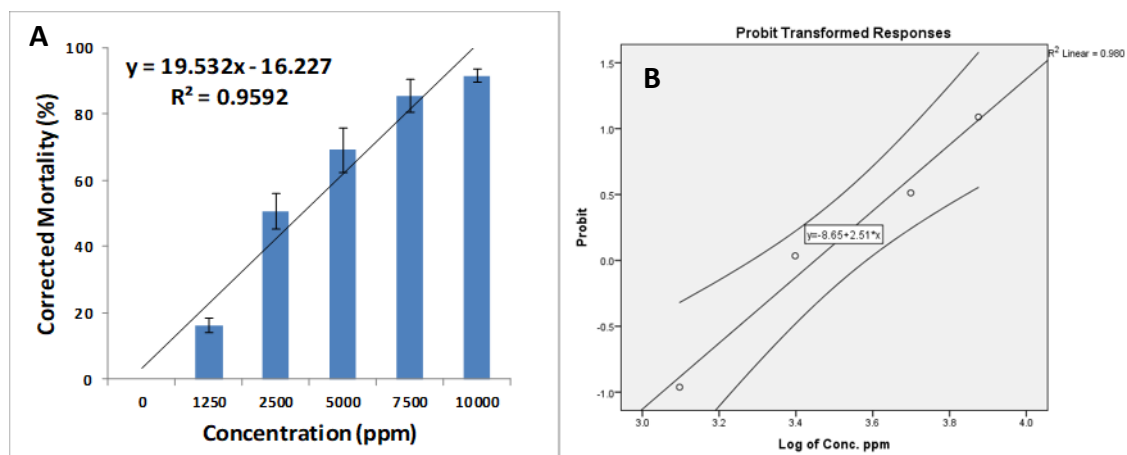 A
y = 19.532x - 16.227
R² = 0.9592
Corrected Mortality (%)
100
80
60
40
20
0
0 1250 2500 5000 7500 10000
Concentration (ppm)
Probit Transformed Responses
B
R² Linear = 0.980
y=-8.65+2.51*x
Probit
1.5
1.0
0.5
0.0
-0.5
-1.0
3.0 3.2 3.4 3.6 3.8 4.0
Log of Conc. ppm